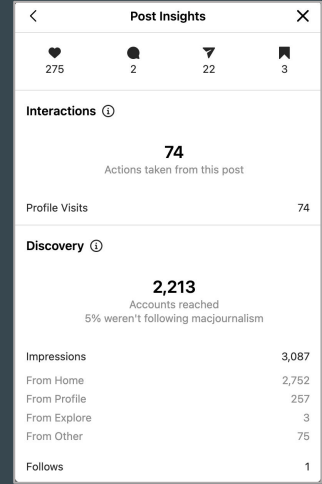 Post Insights
275 2 22 3
Interactions
74
Actions taken from this post
Profile Visits 74
Discovery
2,213
Accounts reached
5% weren't following macjournalism
Impressions 3,087
From Home 2,752
From Profile 257
From Explore 3
From Other 75
Follows 1